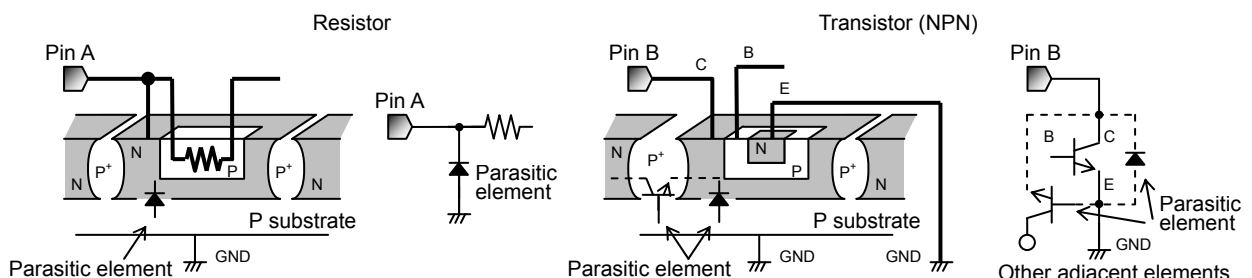 Resistor
Transistor (NPN)
Pin A
Pin B
C
B
E
Pin B
Pin A
N
P+
N
P
P+
N
Parasitic
element
P substrate
GND
Parasitic element
N
P+
N
P
P+
N
P substrate
GND
GND
Parasitic element
B
C
E
Parasitic
element
GND
Other adjacent elements